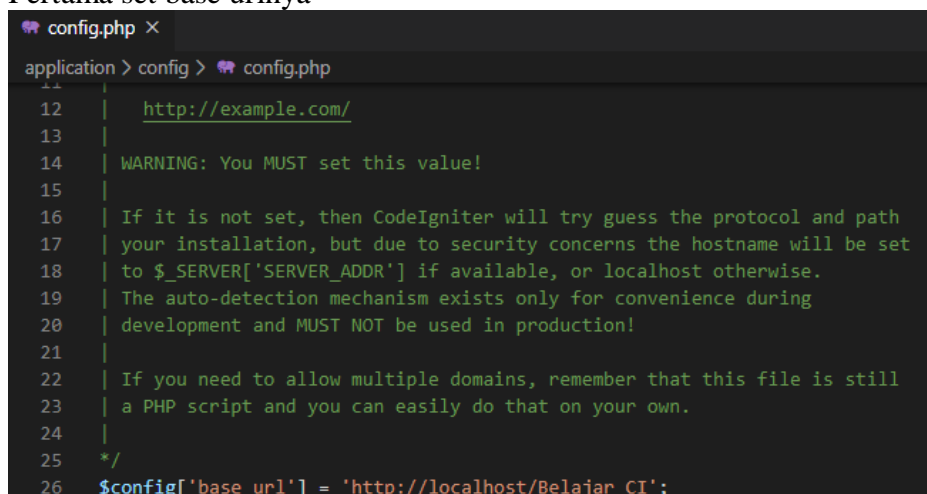 Pertama set base urlnya
config.php ×
application > config > config.php
11 |
12 | http://example.com/
13 |
14 | WARNING: You MUST set this value!
15 |
16 | If it is not set, then CodeIgniter will try guess the protocol and path
17 | your installation, but due to security concerns the hostname will be set
18 | to $_SERVER['SERVER_ADDR'] if available, or localhost otherwise.
19 | The auto-detection mechanism exists only for convenience during
20 | development and MUST NOT be used in production!
21 |
22 | If you need to allow multiple domains, remember that this file is still
23 | a PHP script and you can easily do that on your own.
24 |
25 */
26 $config['base_url'] = 'http://localhost/Belajar_CI';